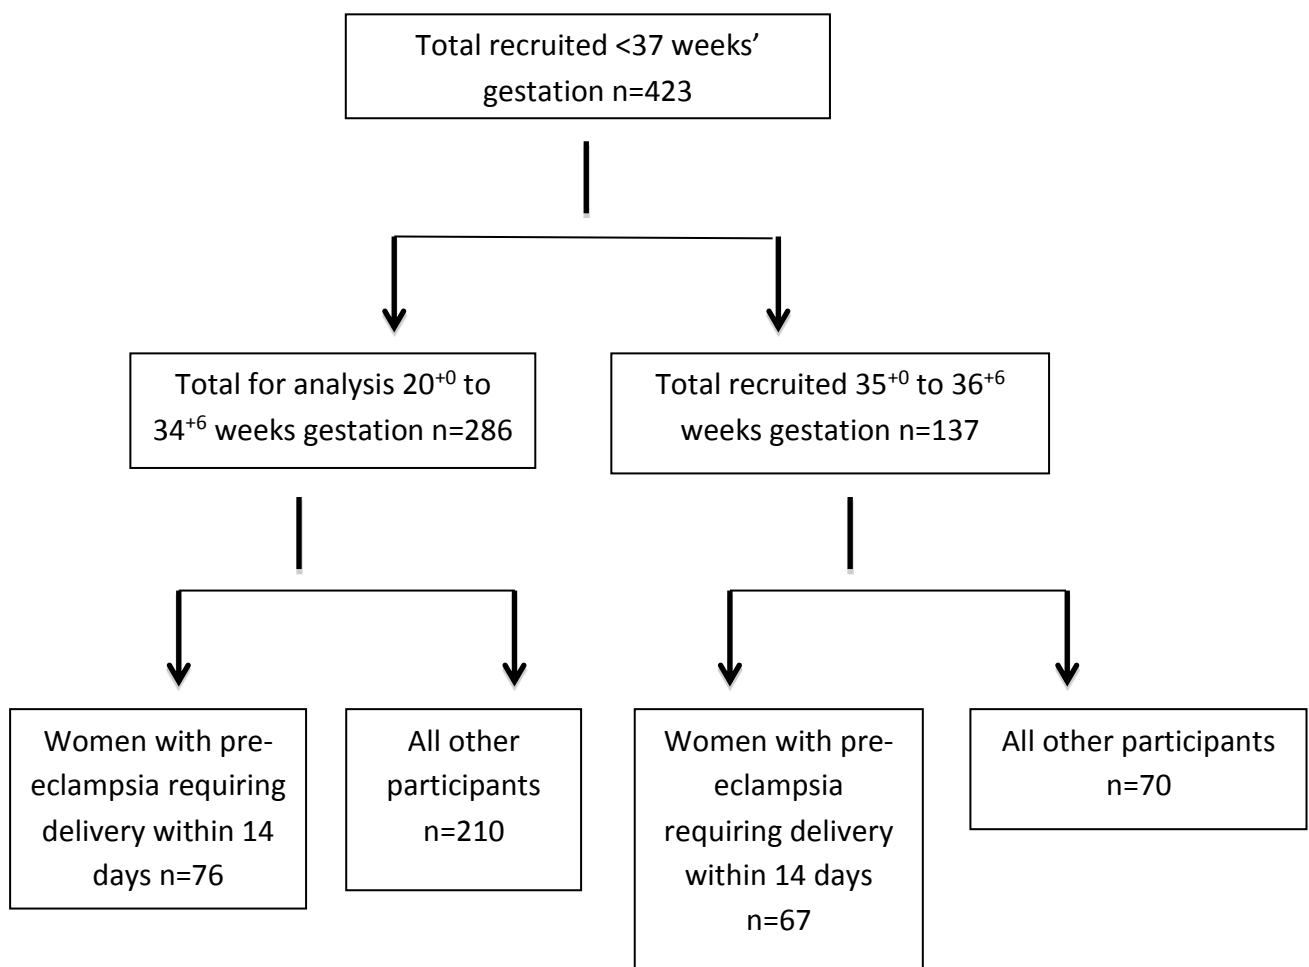 Total recruited <37 weeks’
gestation n=423
Total for analysis 20⁺⁰ to
34⁺⁶ weeks gestation n=286
Total recruited 35⁺⁰ to 36⁺⁶
weeks gestation n=137
Women with pre-
eclampsia requiring
delivery within 14
days n=76
All other
participants
n=210
Women with pre-
eclampsia
requiring delivery
within 14 days
n=67
All other participants
n=70